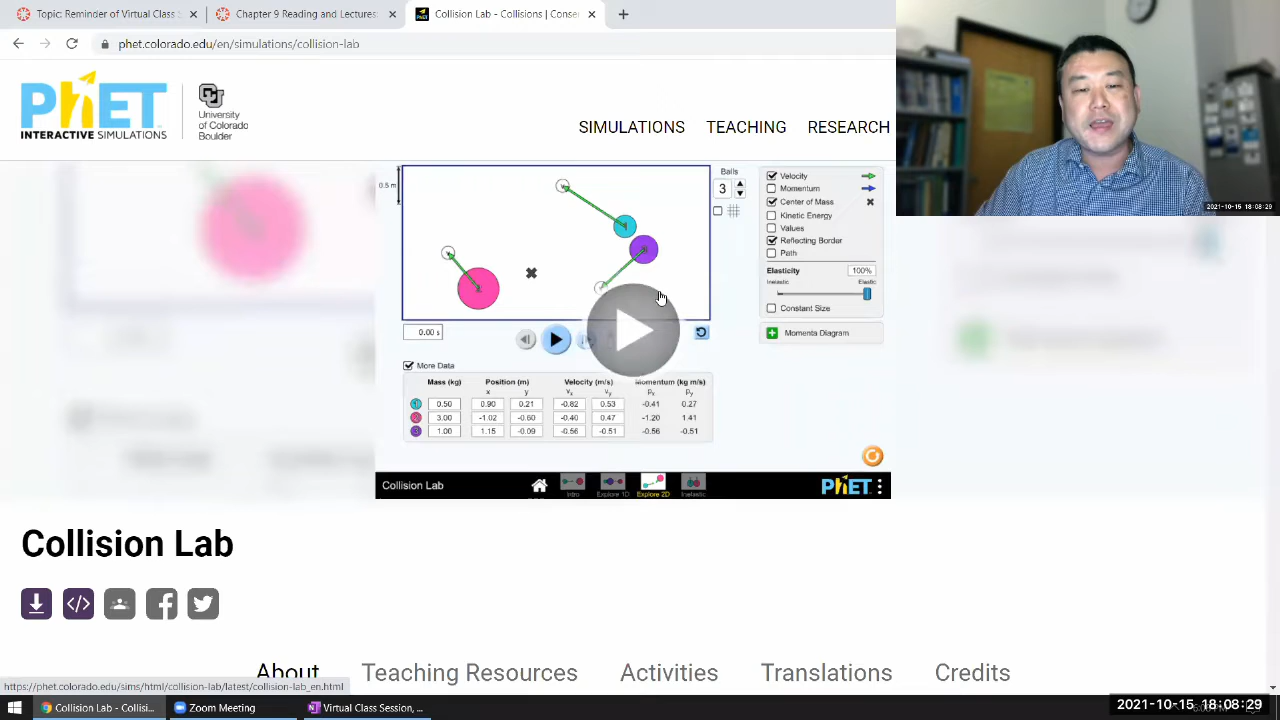 Topic: Reminder of Virtual Class S
Chapter 9 Reading and Lectures:
Collision Lab - Collisions | Conser
phet.colorado.edu/en/simulations/collision-lab
PhET
INTERACTIVE SIMULATIONS
University
of Colorado
Boulder
SIMULATIONS TEACHING RESEARCH
0.5 m
Balls
3
Velocity
Momentum
Center of Mass
Kinetic Energy
Values
Reflecting Border
Path
Elasticity 100%
Inelastic Elastic
Constant Size
Momenta Diagram
0.00 s
More Data
Mass (kg) Position (m) Velocity (m/s) Momentum (kg m/s)
x y vx vy px py
1 0.50 0.90 0.21 -0.82 0.53 -0.41 0.27
2 3.00 -1.02 -0.60 -0.40 0.47 -1.20 1.41
3 1.00 1.15 -0.09 -0.56 -0.51 -0.56 -0.51
Collision Lab
Intro Explore 1D Explore 2D Inelastic
PhET
2021-10-15 18:08:29
Collision Lab
About Teaching Resources Activities Translations Credits
https://phet.colorado.edu/sims/html/collision-lab/latest/collision-lab_en.html
Collision Lab - Collis...
Zoom Meeting
Virtual Class Session, ...
2021-10-15 18:08:29